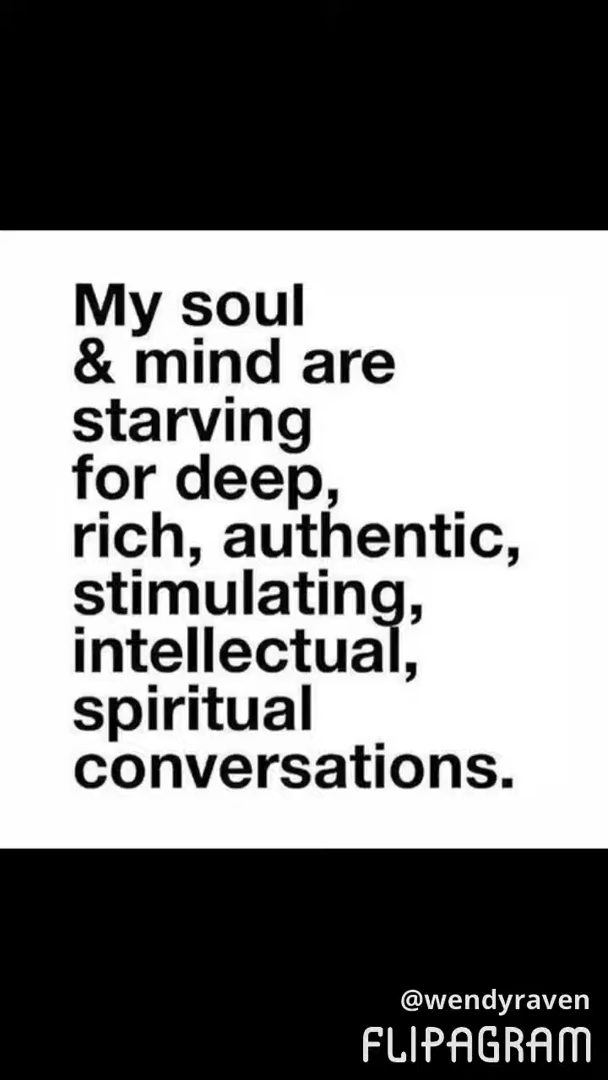 My soul
& mind are
starving
for deep,
rich, authentic,
stimulating,
intellectual,
spiritual
conversations.
@wendyraven
FLIPAGRAM